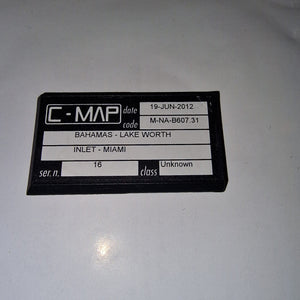 C-MAP date 19-JUN-2012
code M-NA-B607.31
BAHAMAS - LAKE WORTH
INLET - MIAMI
ser.n. 16 class Unknown